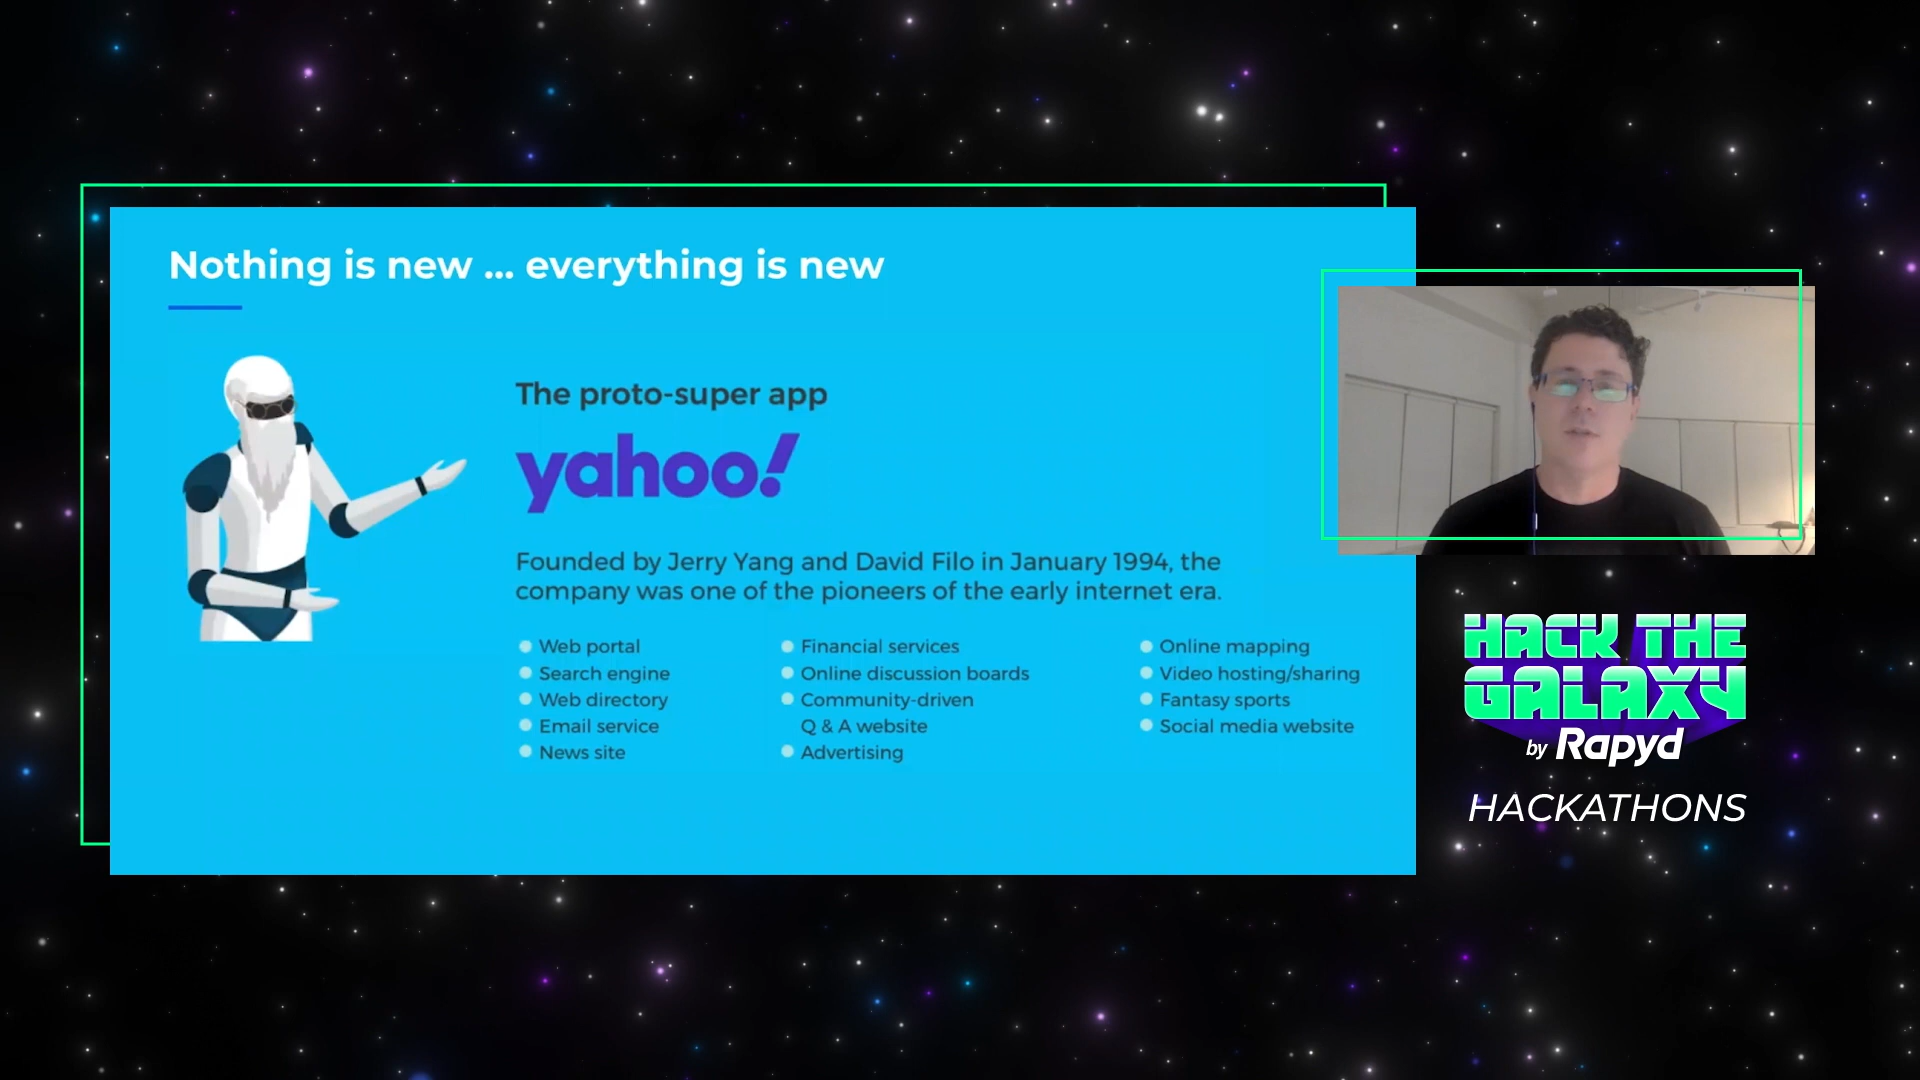 Nothing is new ... everything is new
The proto-super app
yahoo!
Founded by Jerry Yang and David Filo in January 1994, the
company was one of the pioneers of the early internet era.
Web portal
Search engine
Web directory
Email service
News site
Financial services
Online discussion boards
Community-driven
Q & A website
Advertising
Online mapping
Video hosting/sharing
Fantasy sports
Social media website
HACK THE
GALAXY
by Rapyd
HACKATHONS